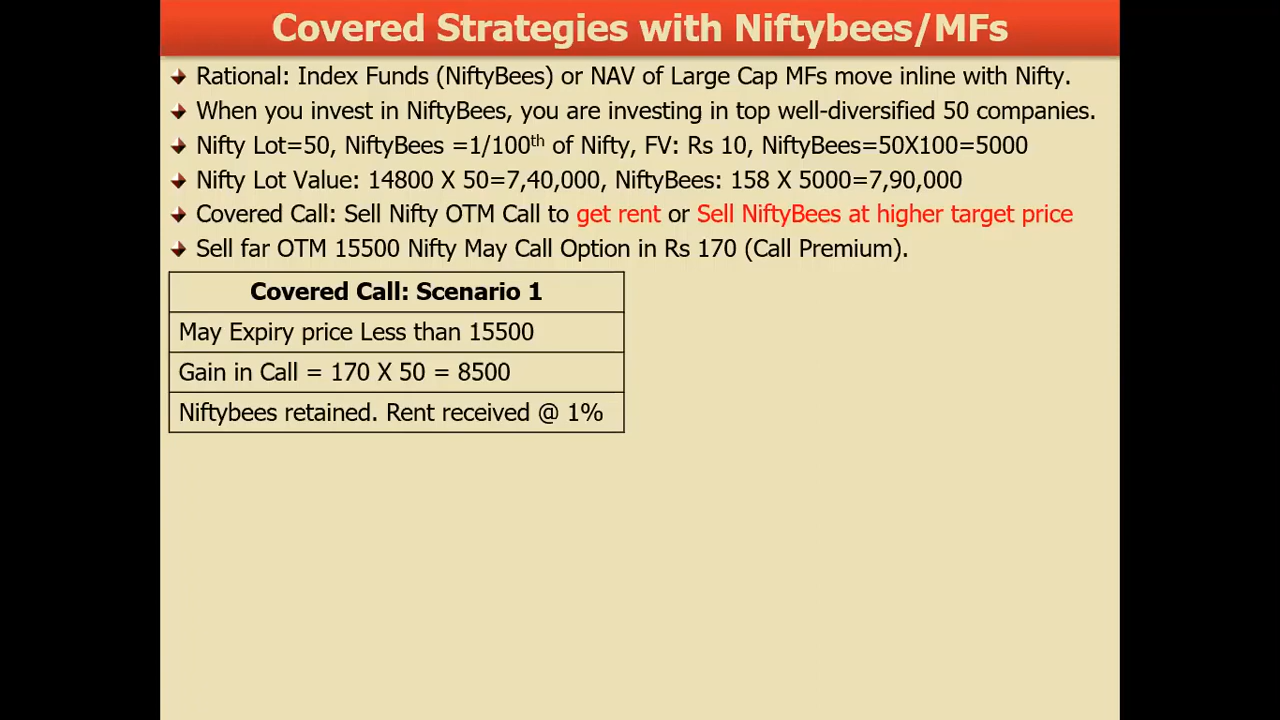 Covered Strategies with Niftybees/MFs
Rational: Index Funds (NiftyBees) or NAV of Large Cap MFs move inline with Nifty.
When you invest in NiftyBees, you are investing in top well-diversified 50 companies.
Nifty Lot=50, NiftyBees =1/100th of Nifty, FV: Rs 10, NiftyBees=50X100=5000
Nifty Lot Value: 14800 X 50=7,40,000, NiftyBees: 158 X 5000=7,90,000
Covered Call: Sell Nifty OTM Call to get rent or Sell NiftyBees at higher target price
Sell far OTM 15500 Nifty May Call Option in Rs 170 (Call Premium).
Covered Call: Scenario 1
May Expiry price Less than 15500
Gain in Call = 170 X 50 = 8500
Niftybees retained. Rent received @ 1%